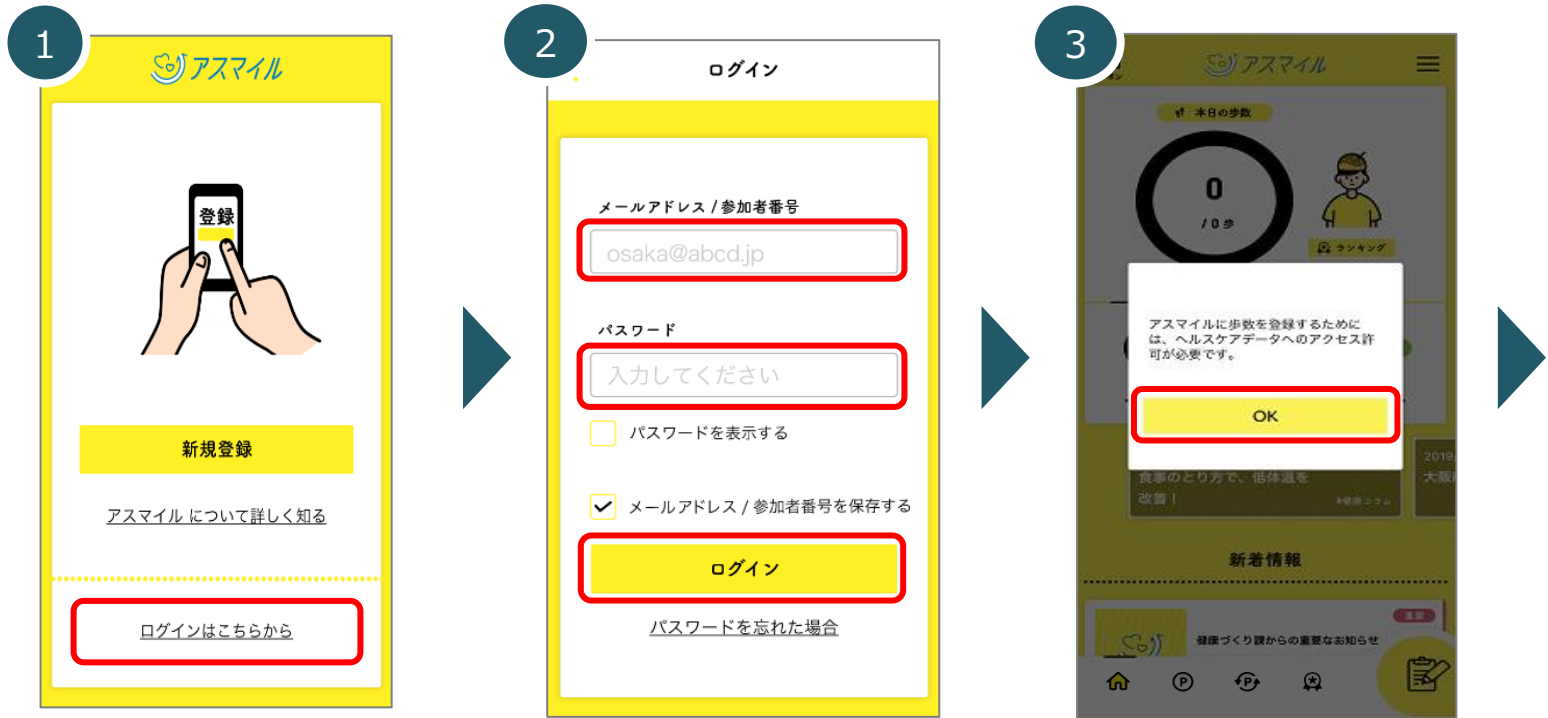 1
アスマイル
登録
新規登録
アスマイル について詳しく知る
ログインはこちらから
2
ログイン
メールアドレス / 参加者番号
osaka@abcd.jp
パスワード
入力してください
パスワードを表示する
メールアドレス / 参加者番号を保存する
ログイン
パスワードを忘れた場合
3
アスマイル
本日の歩数
0
/ 0 歩
ランキング
アスマイルに歩数を登録するために
は、ヘルスケアデータへのアクセス許
可が必要です。
OK
食事のとり方で、低体温を
改善！
#健康コラム
2019
大阪
新着情報
重要
健康づくり課からの重要なお知らせ
P
P